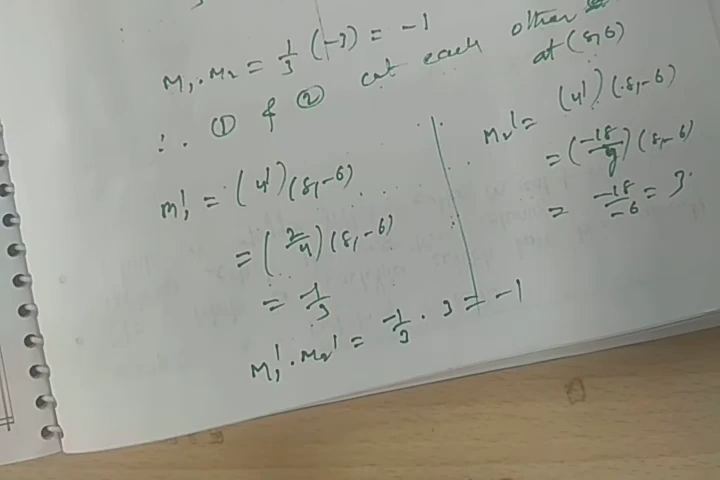 m₁.m₂ = 1/3 (-3) = -1
∴ ① & ② cut each other
at (8,6)
m₁' = (y')(8,-6)
= (2/y)(8,-6)
= -1/3
m₂' = (y')(8,-6)
= (-18/y)(8,-6)
= -18/-6 = 3.
m₁'.m₂' = -1/3 . 3 = -1